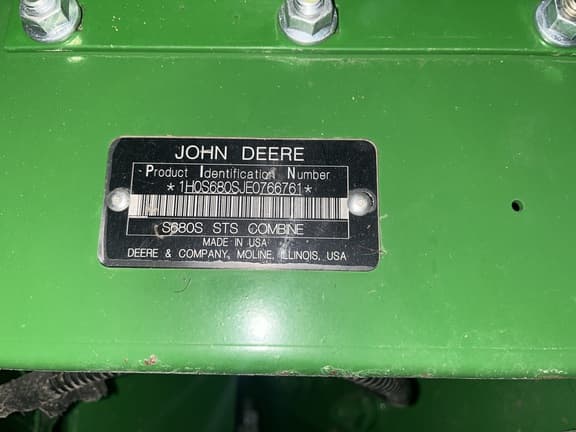 JOHN DEERE
Product Identification Number
*1H0S680SJE0766761*
S680S STS COMBINE
MADE IN USA
DEERE & COMPANY, MOLINE, ILLINOIS, USA